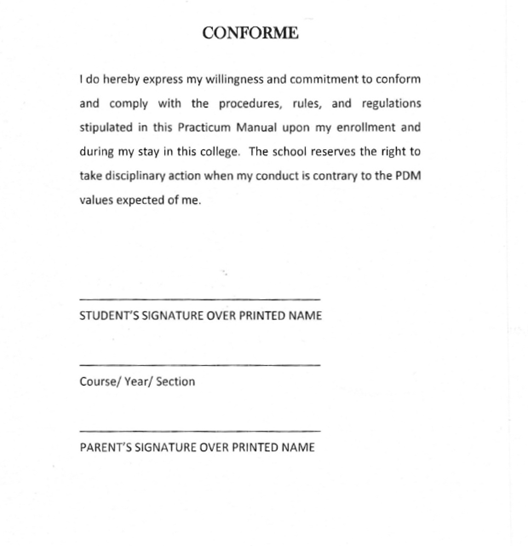 CONFORME
I do hereby express my willingness and commitment to conform
and comply with the procedures, rules, and regulations
stipulated in this Practicum Manual upon my enrollment and
during my stay in this college. The school reserves the right to
take disciplinary action when my conduct is contrary to the PDM
values expected of me.
STUDENT'S SIGNATURE OVER PRINTED NAME
Course/ Year/ Section
PARENT'S SIGNATURE OVER PRINTED NAME